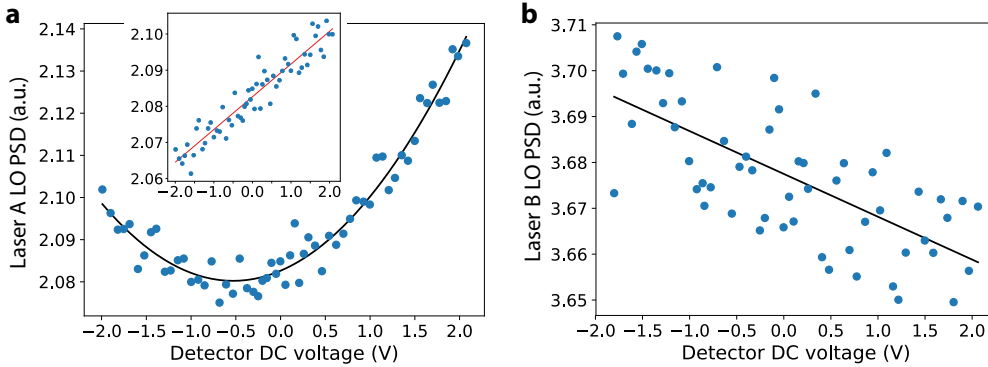 a
2.14
2.13
2.12
2.11
2.10
2.09
2.08
Laser A LO PSD (a.u.)
−2.0 −1.5 −1.0 −0.5 0.0 0.5 1.0 1.5 2.0
Detector DC voltage (V)
2.10
2.09
2.08
2.07
2.06
−2.0 −1.0 0.0 1.0 2.0
b
3.71
3.70
3.69
3.68
3.67
3.66
3.65
Laser B LO PSD (a.u.)
−2.0 −1.5 −1.0 −0.5 0.0 0.5 1.0 1.5 2.0
Detector DC voltage (V)